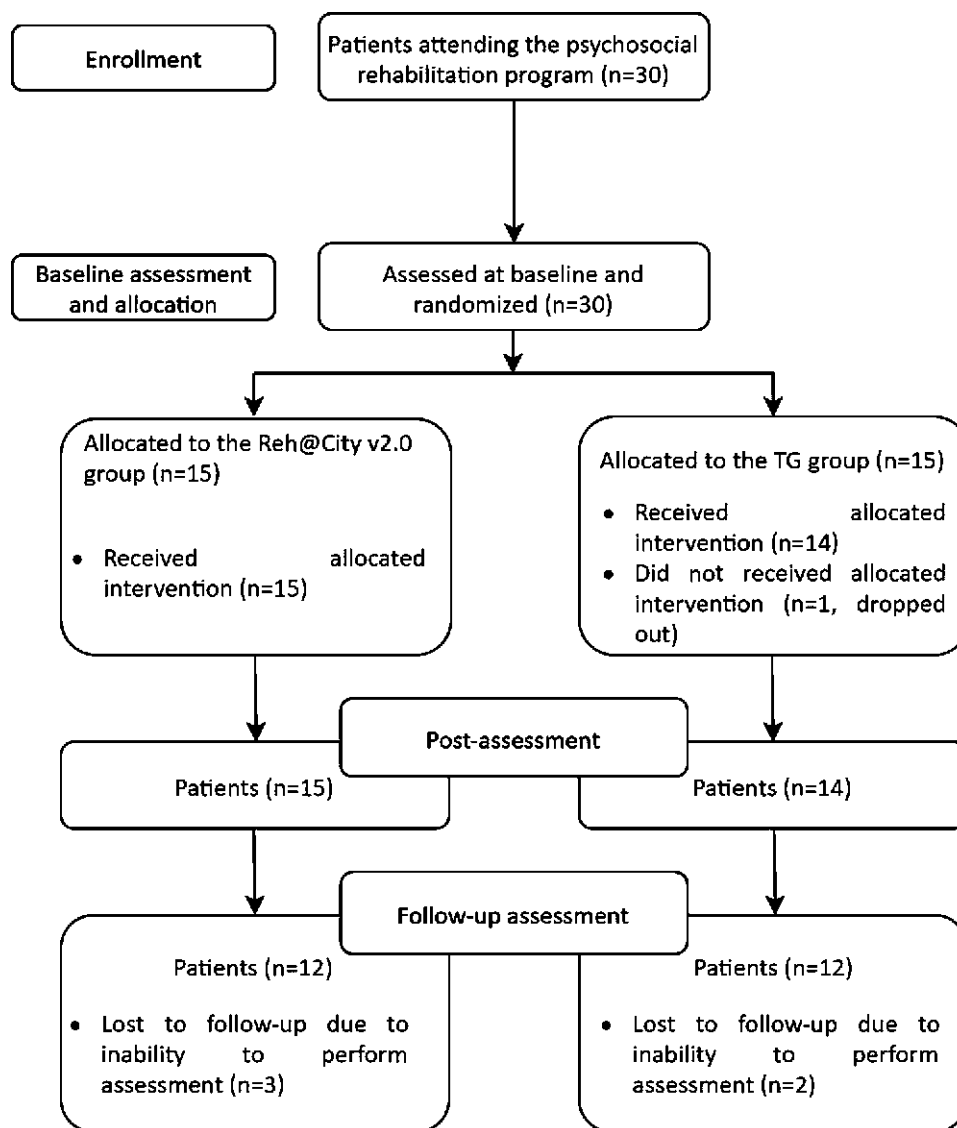 Enrollment
Patients attending the psychosocial
rehabilitation program (n=30)
Baseline assessment
and allocation
Assessed at baseline and
randomized (n=30)
Allocated to the Reh@City v2.0
group (n=15)
• Received allocated
intervention (n=15)
Allocated to the TG group (n=15)
• Received allocated
intervention (n=14)
• Did not received allocated
intervention (n=1, dropped
out)
Post-assessment
Patients (n=15)
Patients (n=14)
Follow-up assessment
Patients (n=12)
• Lost to follow-up due to
inability to perform
assessment (n=3)
Patients (n=12)
• Lost to follow-up due to
inability to perform
assessment (n=2)